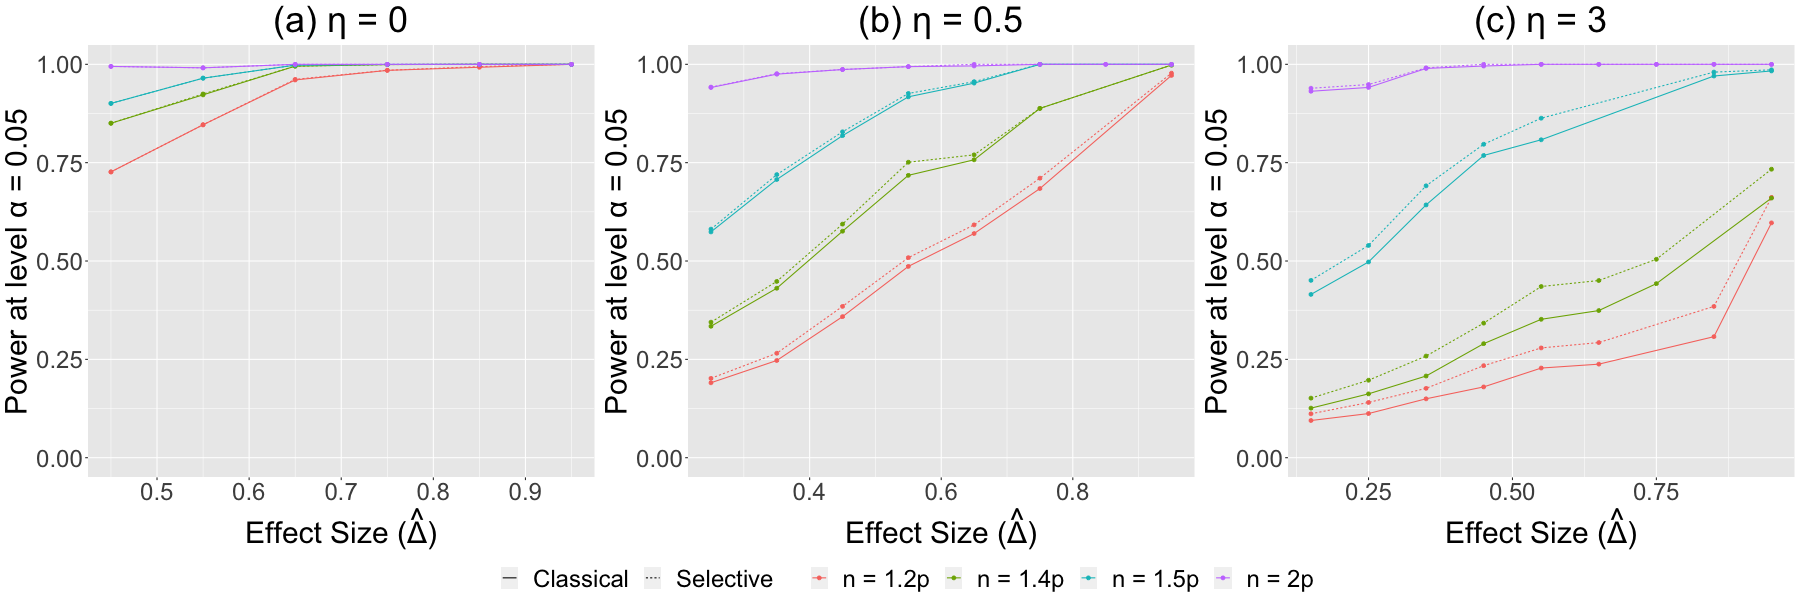 (a) η = 0
(b) η = 0.5
(c) η = 3
Power at level α = 0.05
1.00
0.75
0.50
0.25
0.00
0.5 0.6 0.7 0.8 0.9
Effect Size (Δ̂)
Power at level α = 0.05
1.00
0.75
0.50
0.25
0.00
0.4 0.6 0.8
Effect Size (Δ̂)
Power at level α = 0.05
1.00
0.75
0.50
0.25
0.00
0.25 0.50 0.75
Effect Size (Δ̂)
Classical Selective n = 1.2p n = 1.4p n = 1.5p n = 2p